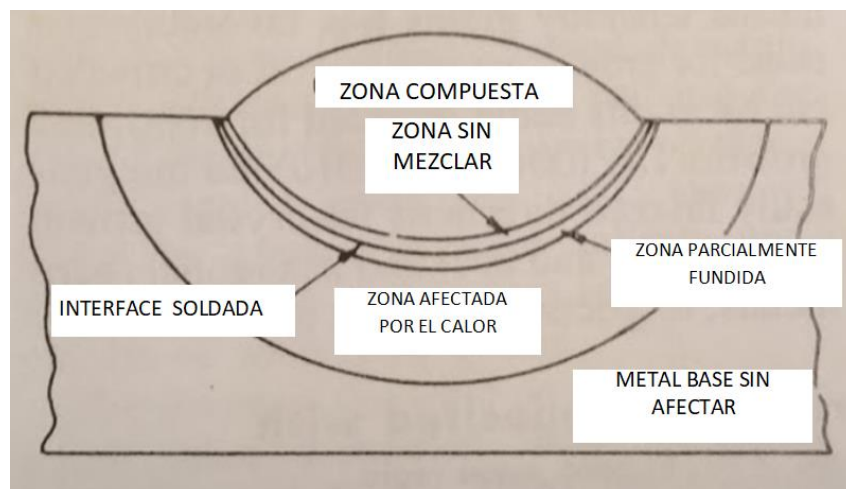 ZONA COMPUESTA
ZONA SIN
MEZCLAR
ZONA PARCIALMENTE
FUNDIDA
INTERFACE SOLDADA
ZONA AFECTADA
POR EL CALOR
METAL BASE SIN
AFECTAR